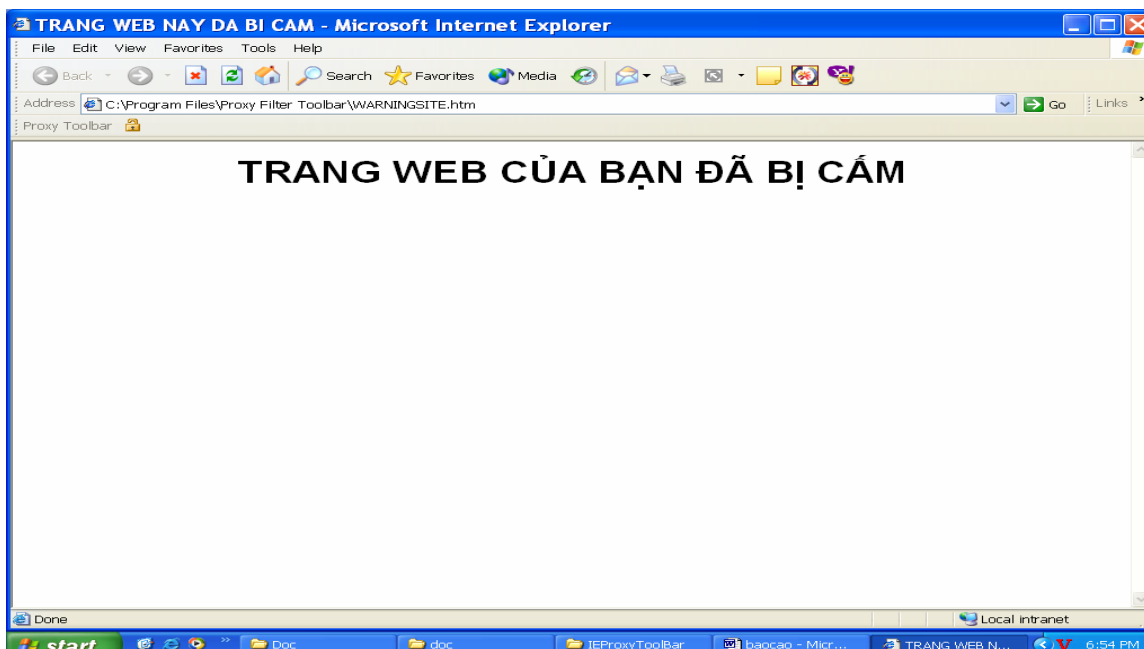 TRANG WEB NAY DA BI CAM - Microsoft Internet Explorer
File Edit View Favorites Tools Help
Back Search Favorites Media
Address C:\Program Files\Proxy Filter Toolbar\WARNINGSITE.htm Go Links
Proxy Toolbar
TRANG WEB CỦA BẠN ĐÃ BỊ CẤM
Done Local intranet
start Doc doc IEProxyToolBar baocao - Micr... TRANG WEB N... V 6:54 PM